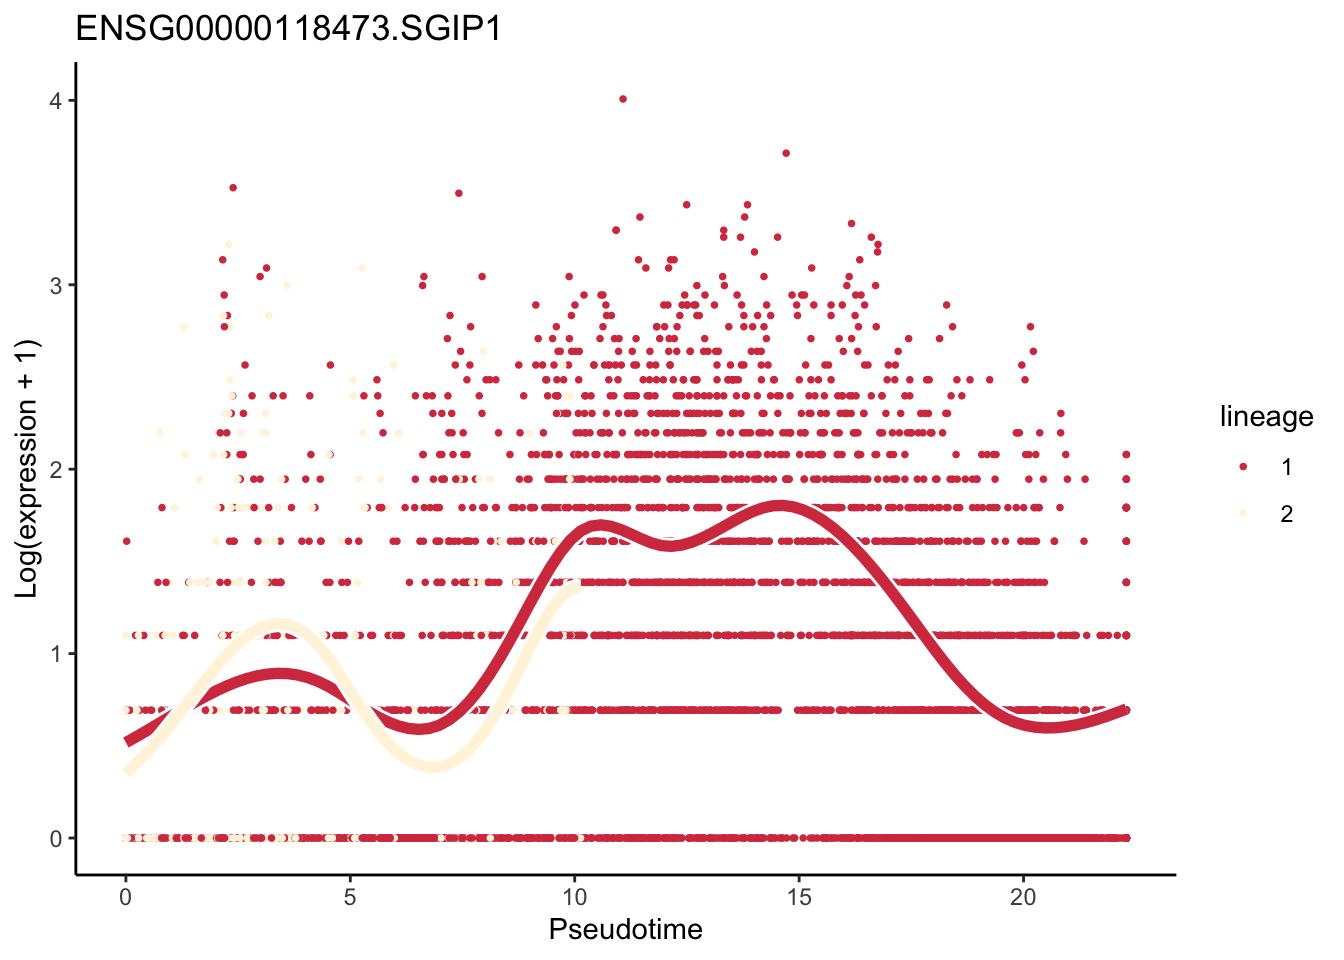 ENSG00000118473.SGIP1
Log(expression + 1)
4
3
2
1
0
0 5 10 15 20
Pseudotime
lineage
1
2